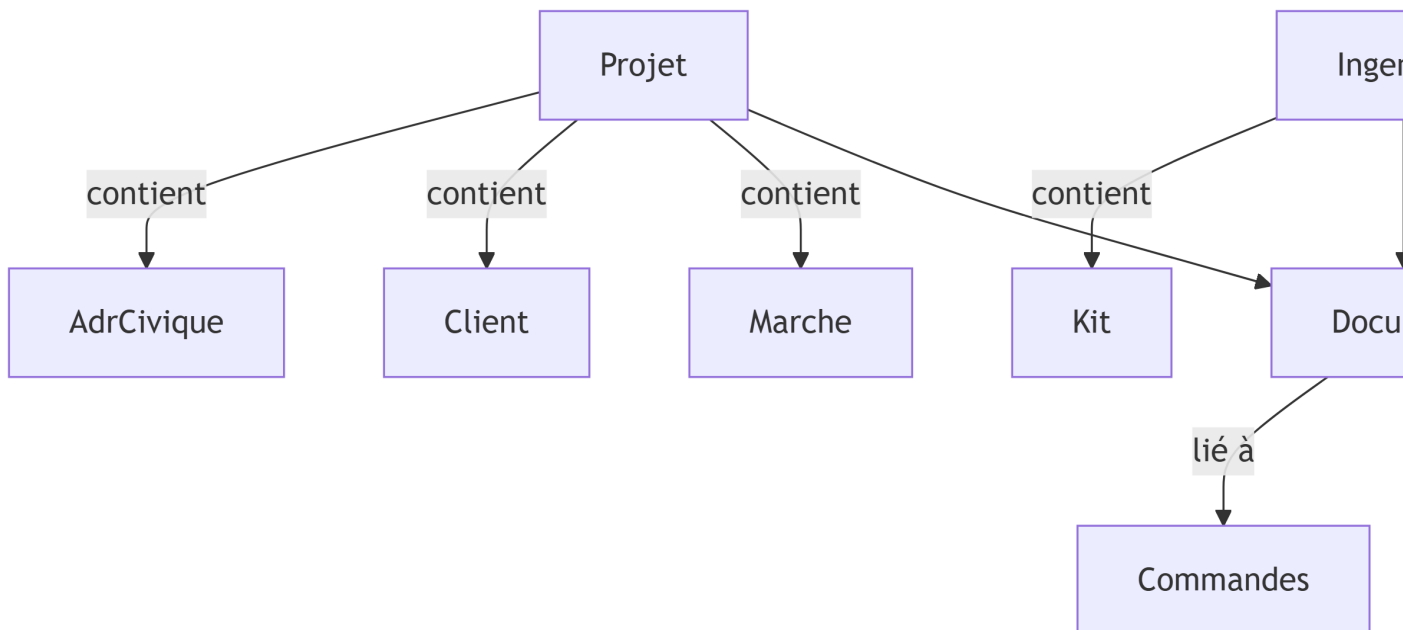 Projet
contient
contient
contient
contient
AdrCivique
Client
Marche
Kit
lié à
Commandes